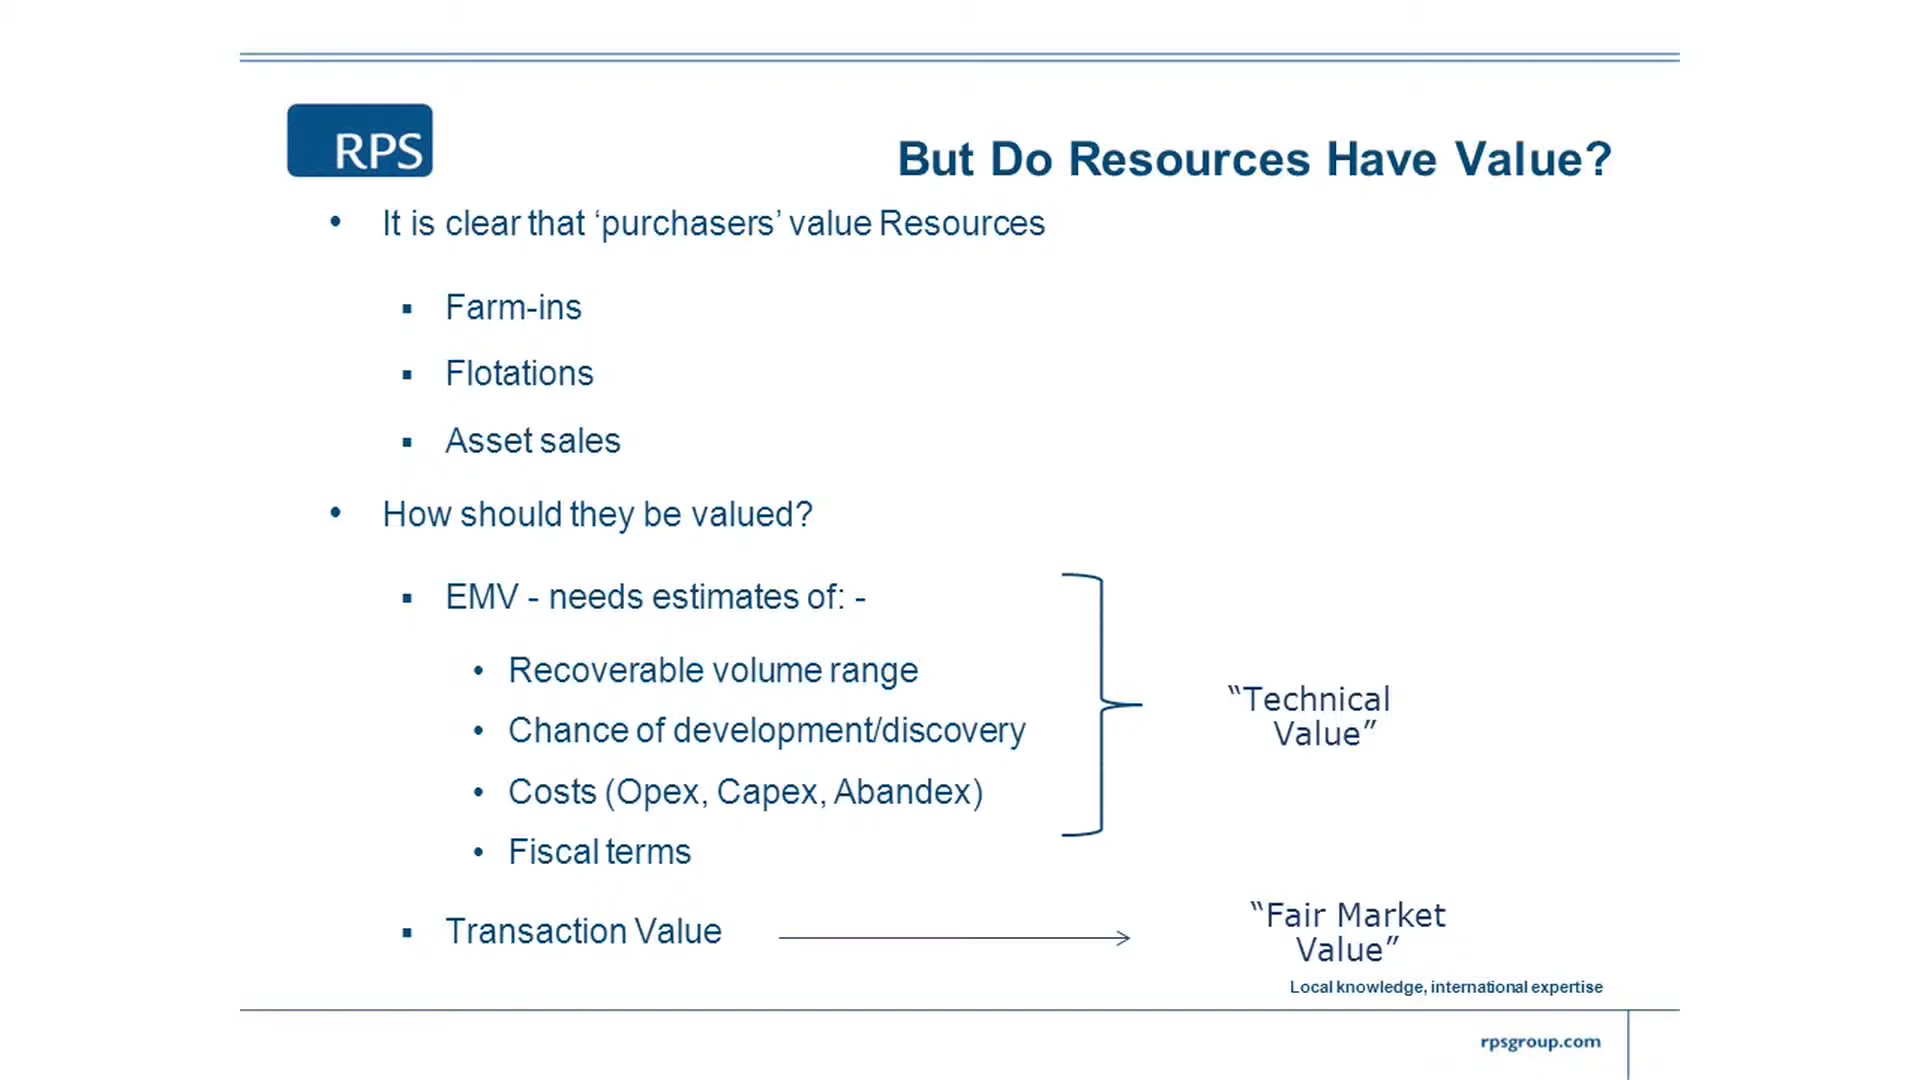 RPS
But Do Resources Have Value?
• It is clear that ‘purchasers’ value Resources
▪ Farm-ins
▪ Flotations
▪ Asset sales
• How should they be valued?
▪ EMV - needs estimates of: -
• Recoverable volume range
• Chance of development/discovery
• Costs (Opex, Capex, Abandex)
• Fiscal terms
“Technical
Value”
▪ Transaction Value
“Fair Market
Value”
Local knowledge, international expertise
rpsgroup.com